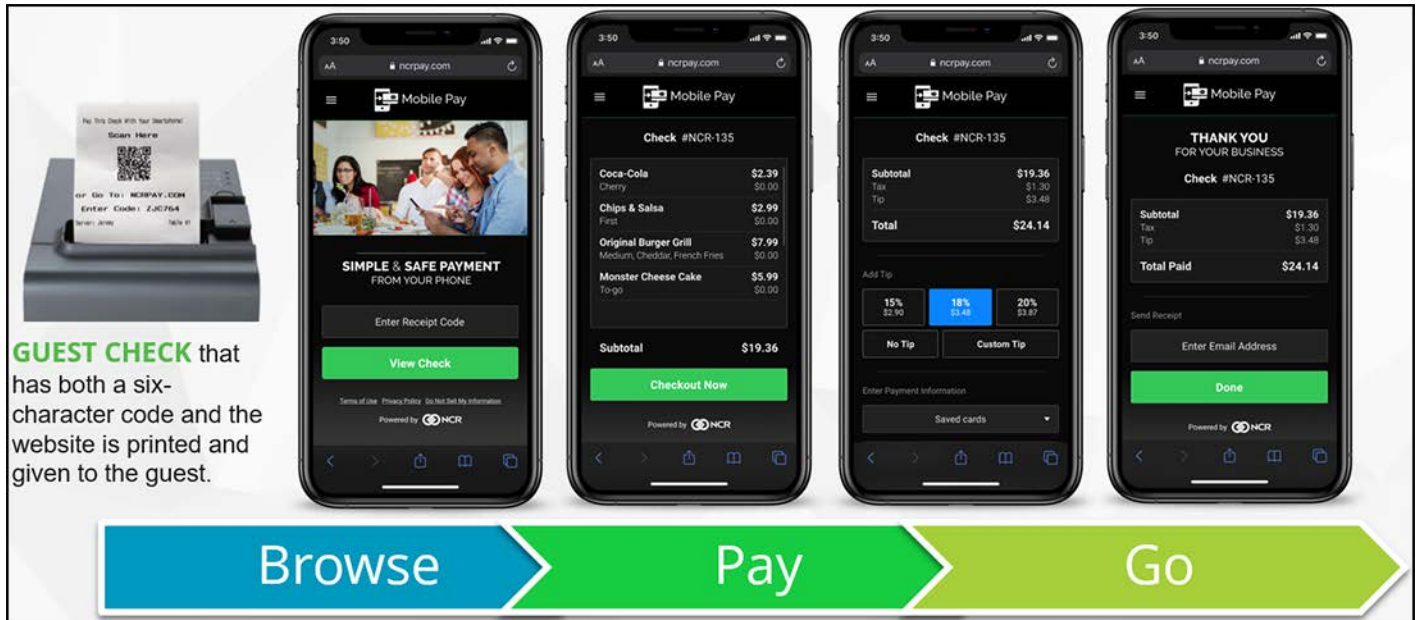 Pay This Check With Your Smartphone!
Scan Here
or Go To: NCRPAY.COM
Enter Code: ZJC764
Server: Jenny
Table 41
GUEST CHECK that
has both a six-
character code and the
website is printed and
given to the guest.
3:50
AA ncrpay.com
Mobile Pay
SIMPLE & SAFE PAYMENT
FROM YOUR PHONE
Enter Receipt Code
View Check
Terms of Use Privacy Policy Do Not Sell My Information
Powered by NCR
3:50
AA ncrpay.com
Mobile Pay
Check #NCR-135
Coca-Cola $2.39
Cherry $0.00
Chips & Salsa $2.99
First $0.00
Original Burger Grill $7.99
Medium, Cheddar, French Fries $0.00
Monster Cheese Cake $5.99
To-go $0.00
Subtotal $19.36
Checkout Now
Powered by NCR
3:50
AA ncrpay.com
Mobile Pay
Check #NCR-135
Subtotal $19.36
Tax $1.30
Tip $3.48
Total $24.14
Add Tip
15% 18% 20%
$2.90 $3.48 $3.87
No Tip Custom Tip
Enter Payment Information
Saved cards
3:50
AA ncrpay.com
Mobile Pay
THANK YOU
FOR YOUR BUSINESS
Check #NCR-135
Subtotal $19.36
Tax $1.30
Tip $3.48
Total Paid $24.14
Send Receipt
Enter Email Address
Done
Powered by NCR
Browse Pay Go